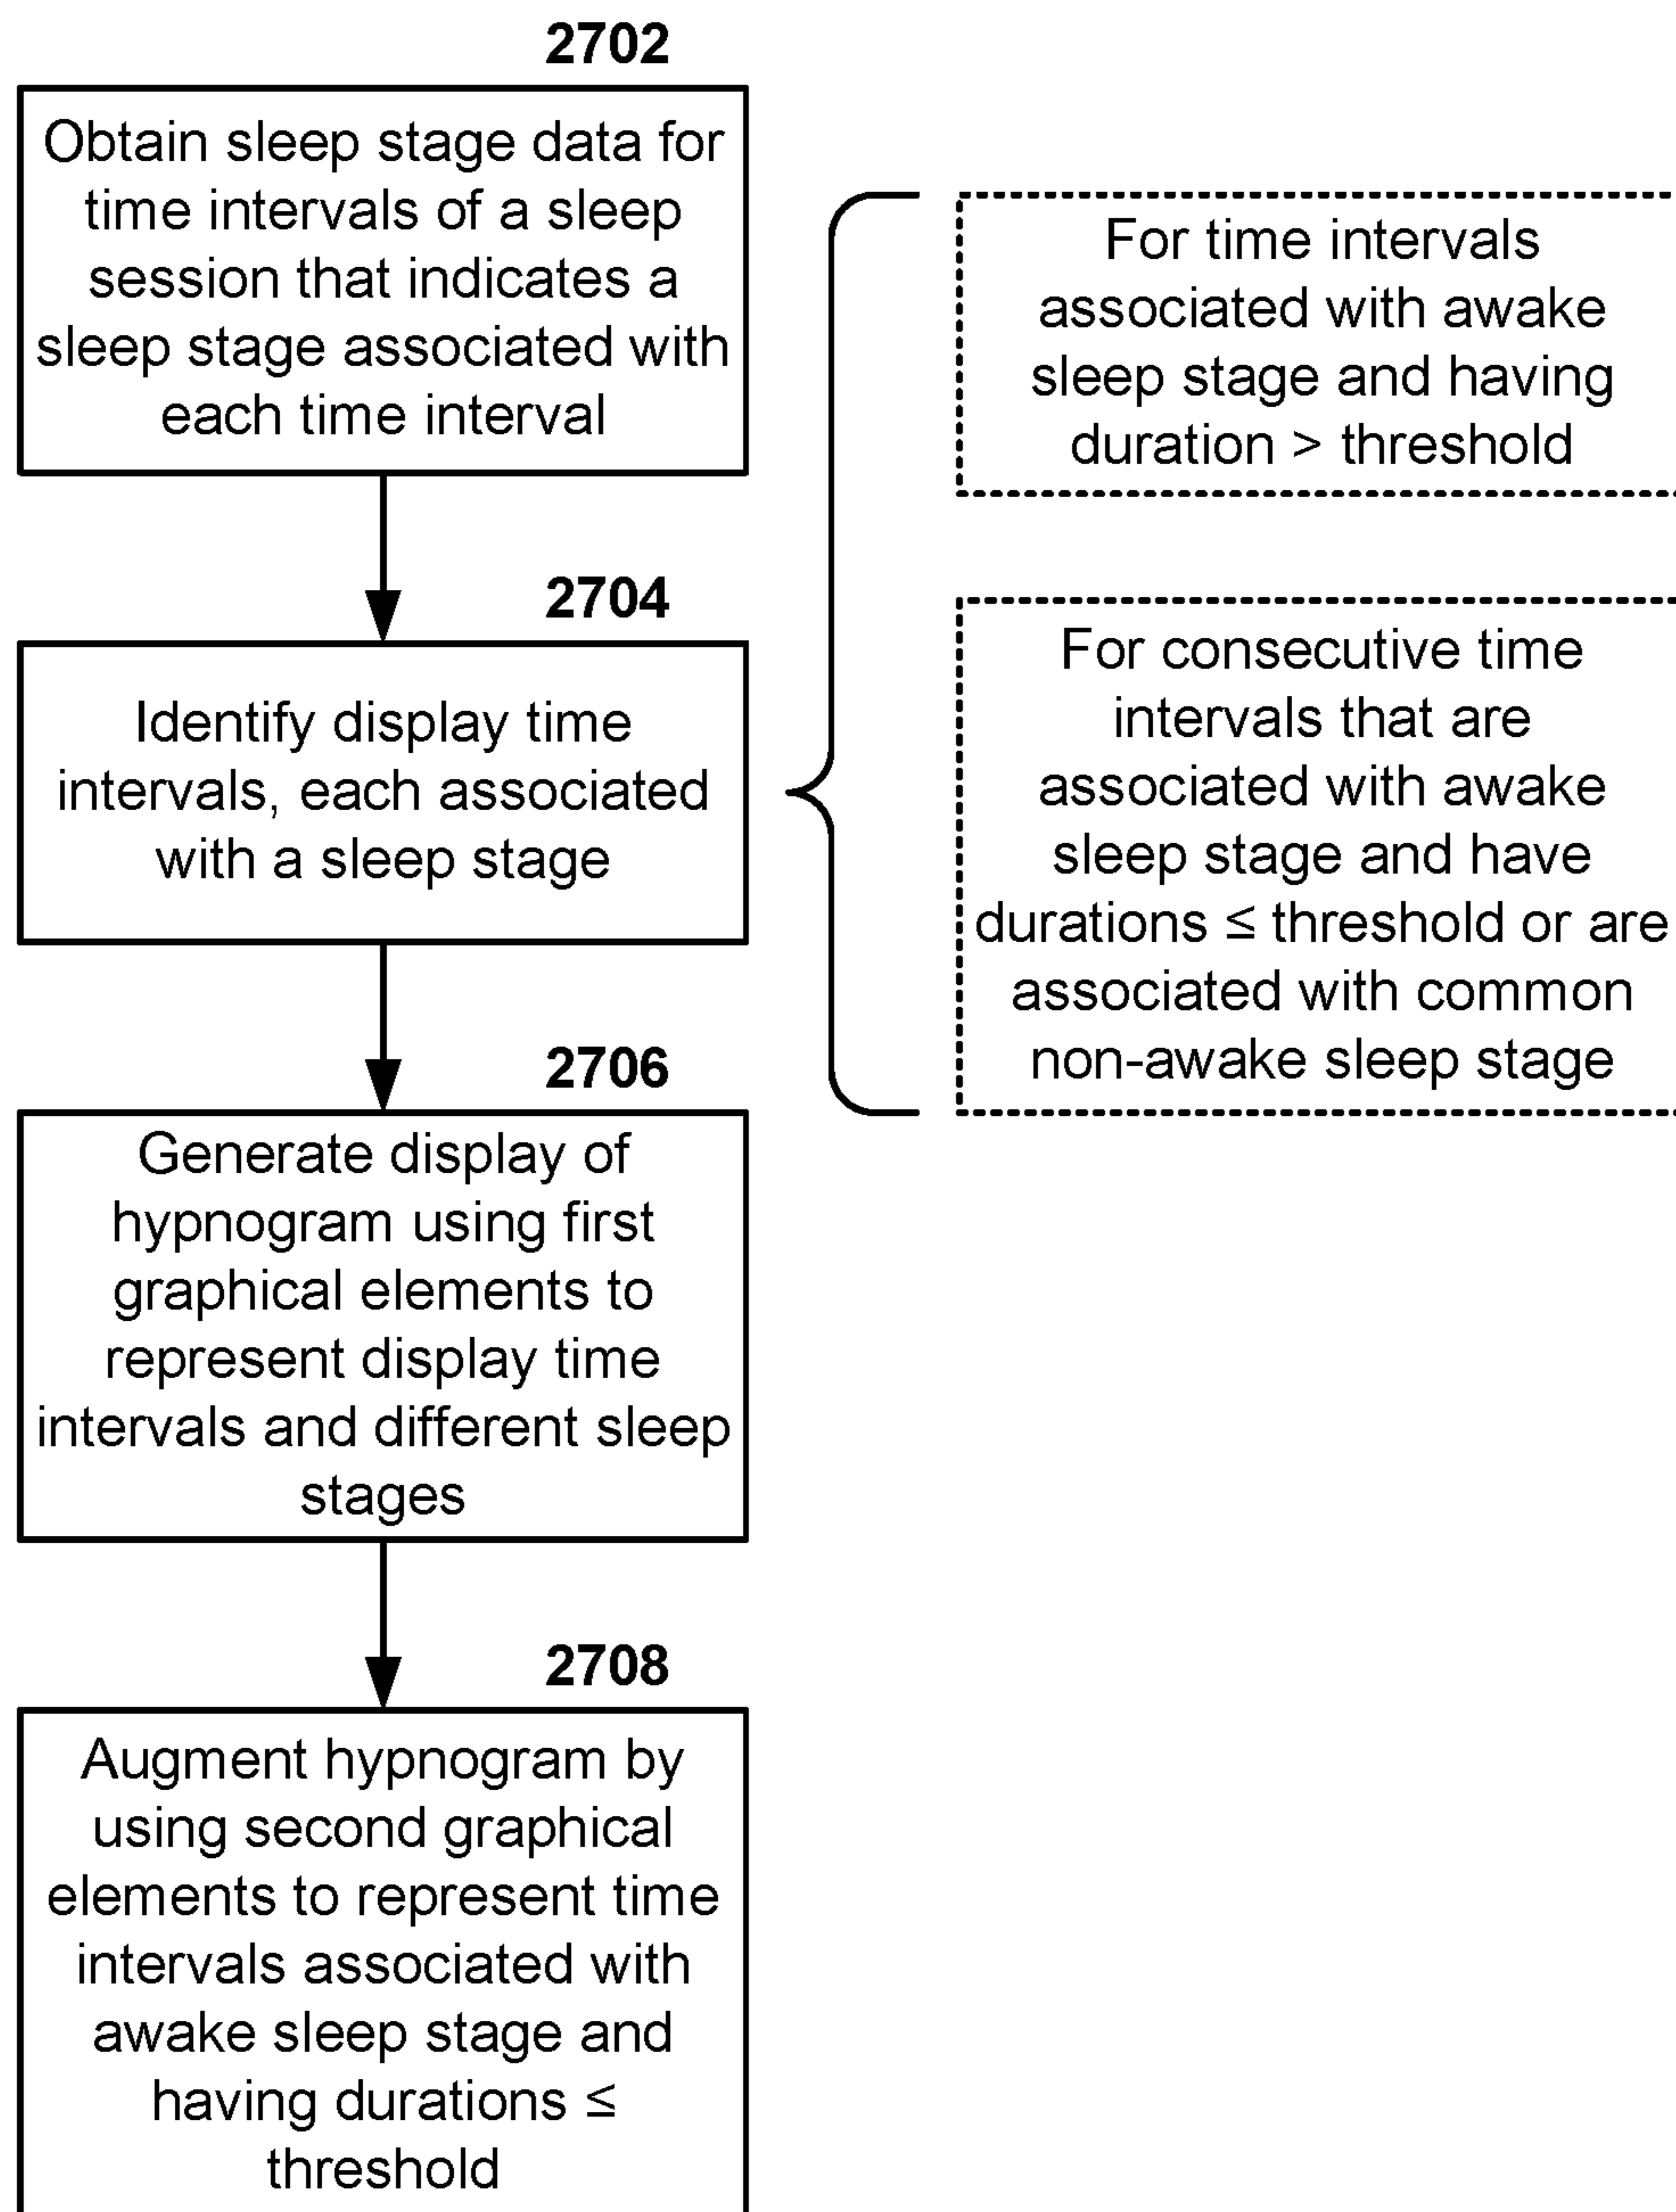 2702
Obtain sleep stage data for
time intervals of a sleep
session that indicates a
sleep stage associated with
each time interval
2704
Identify display time
intervals, each associated
with a sleep stage
For time intervals
associated with awake
sleep stage and having
duration > threshold
For consecutive time
intervals that are
associated with awake
sleep stage and have
durations ≤ threshold or are
associated with common
non-awake sleep stage
2706
Generate display of
hypnogram using first
graphical elements to
represent display time
intervals and different sleep
stages
2708
Augment hypnogram by
using second graphical
elements to represent time
intervals associated with
awake sleep stage and
having durations ≤
threshold